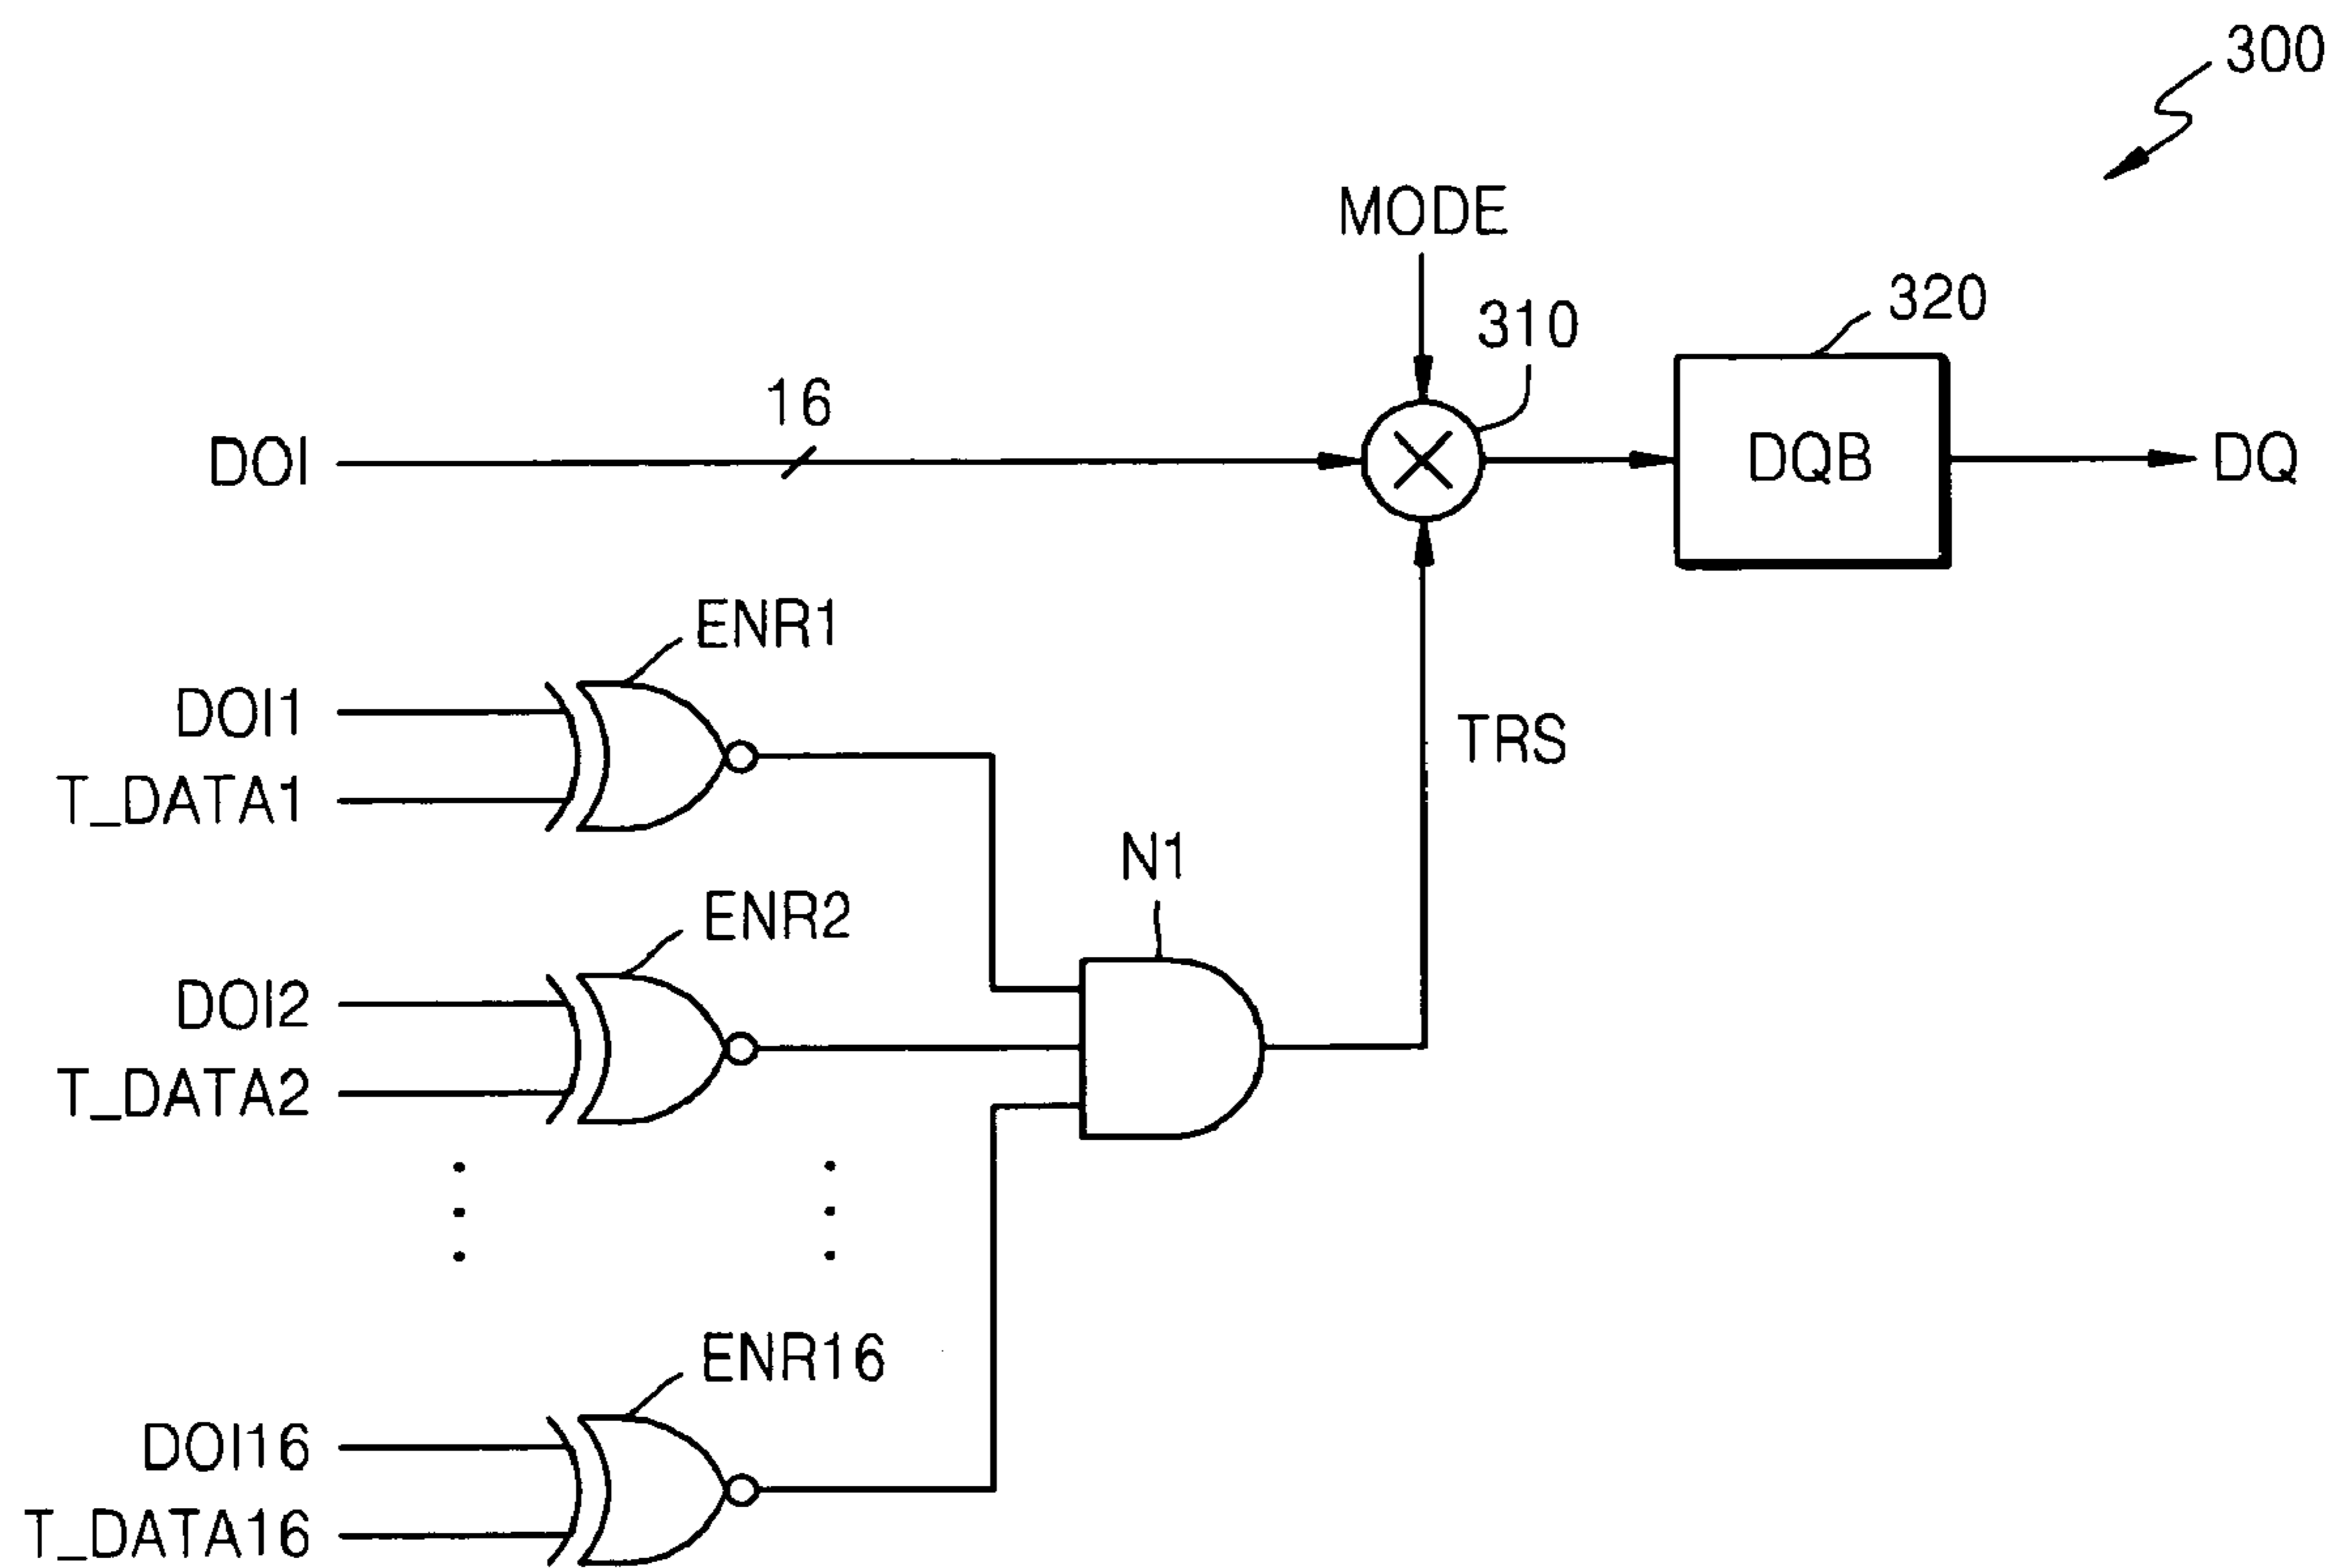 300
MODE
310
320
16
DOI
DQB
DQ
ENR1
DOI1
T_DATA1
TRS
N1
ENR2
DOI2
T_DATA2
ENR16
DOI16
T_DATA16